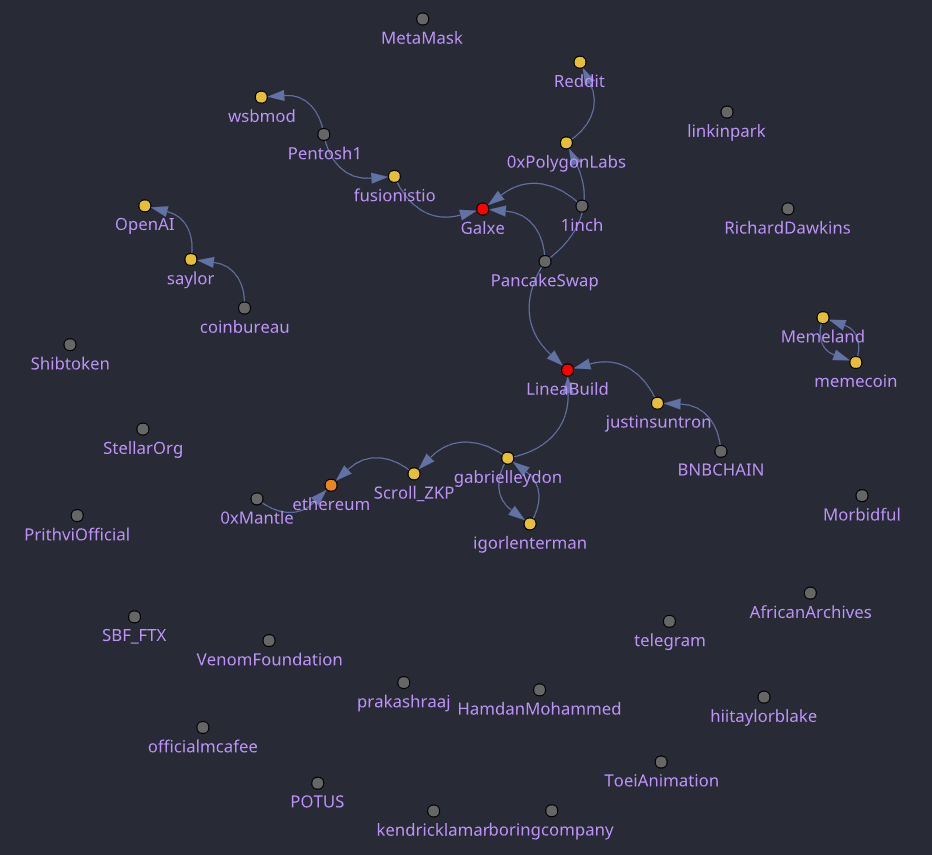 MetaMask
Reddit
wsbmod
linkinpark
Pentosh1
0xPolygonLabs
fusionistio
OpenAI
Galxe
1inch
RichardDawkins
saylor
PancakeSwap
coinbureau
Memeland
Shibtoken
memecoin
LineaBuild
justinsuntron
StellarOrg
BNBCHAIN
gabrielleydon
Scroll_ZKP
ethereum
0xMantle
Morbidful
PrithviOfficial
igorlenterman
AfricanArchives
SBF_FTX
telegram
VenomFoundation
prakashraaj
HamdanMohammed
hiitaylorblake
officialmcafee
ToeiAnimation
POTUS
kendricklamar
boringcompany